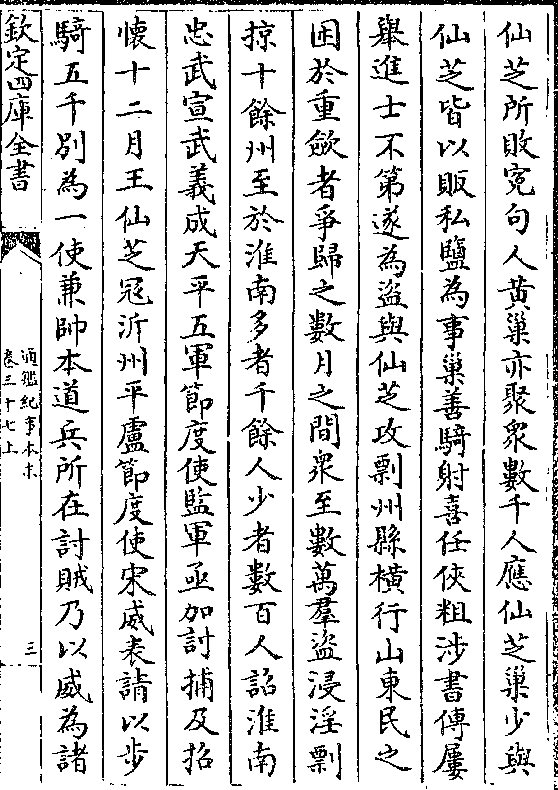 仙芝所敗寃句人黄巢亦聚衆數千人應仙芝巢少與
仙芝皆以販私鹽為事巢善騎射喜任俠粗涉書傳屢
舉進士不第遂為盜與仙芝攻剽州縣橫行山東民之
困於重斂者爭歸之數月之間衆至數萬羣盜浸淫剽
掠十餘州至於淮南多者千餘人少者數百人詔淮南
忠武宣武義成天平五軍節度使監軍亟加討捕及招
懷十二月王仙芝寇沂州平盧節度使宋威表請以步
騎五千別為一使兼帥本道兵所在討賊乃以威為諸
欽定四庫全書
通鑑紀事本末
卷三十七上
三